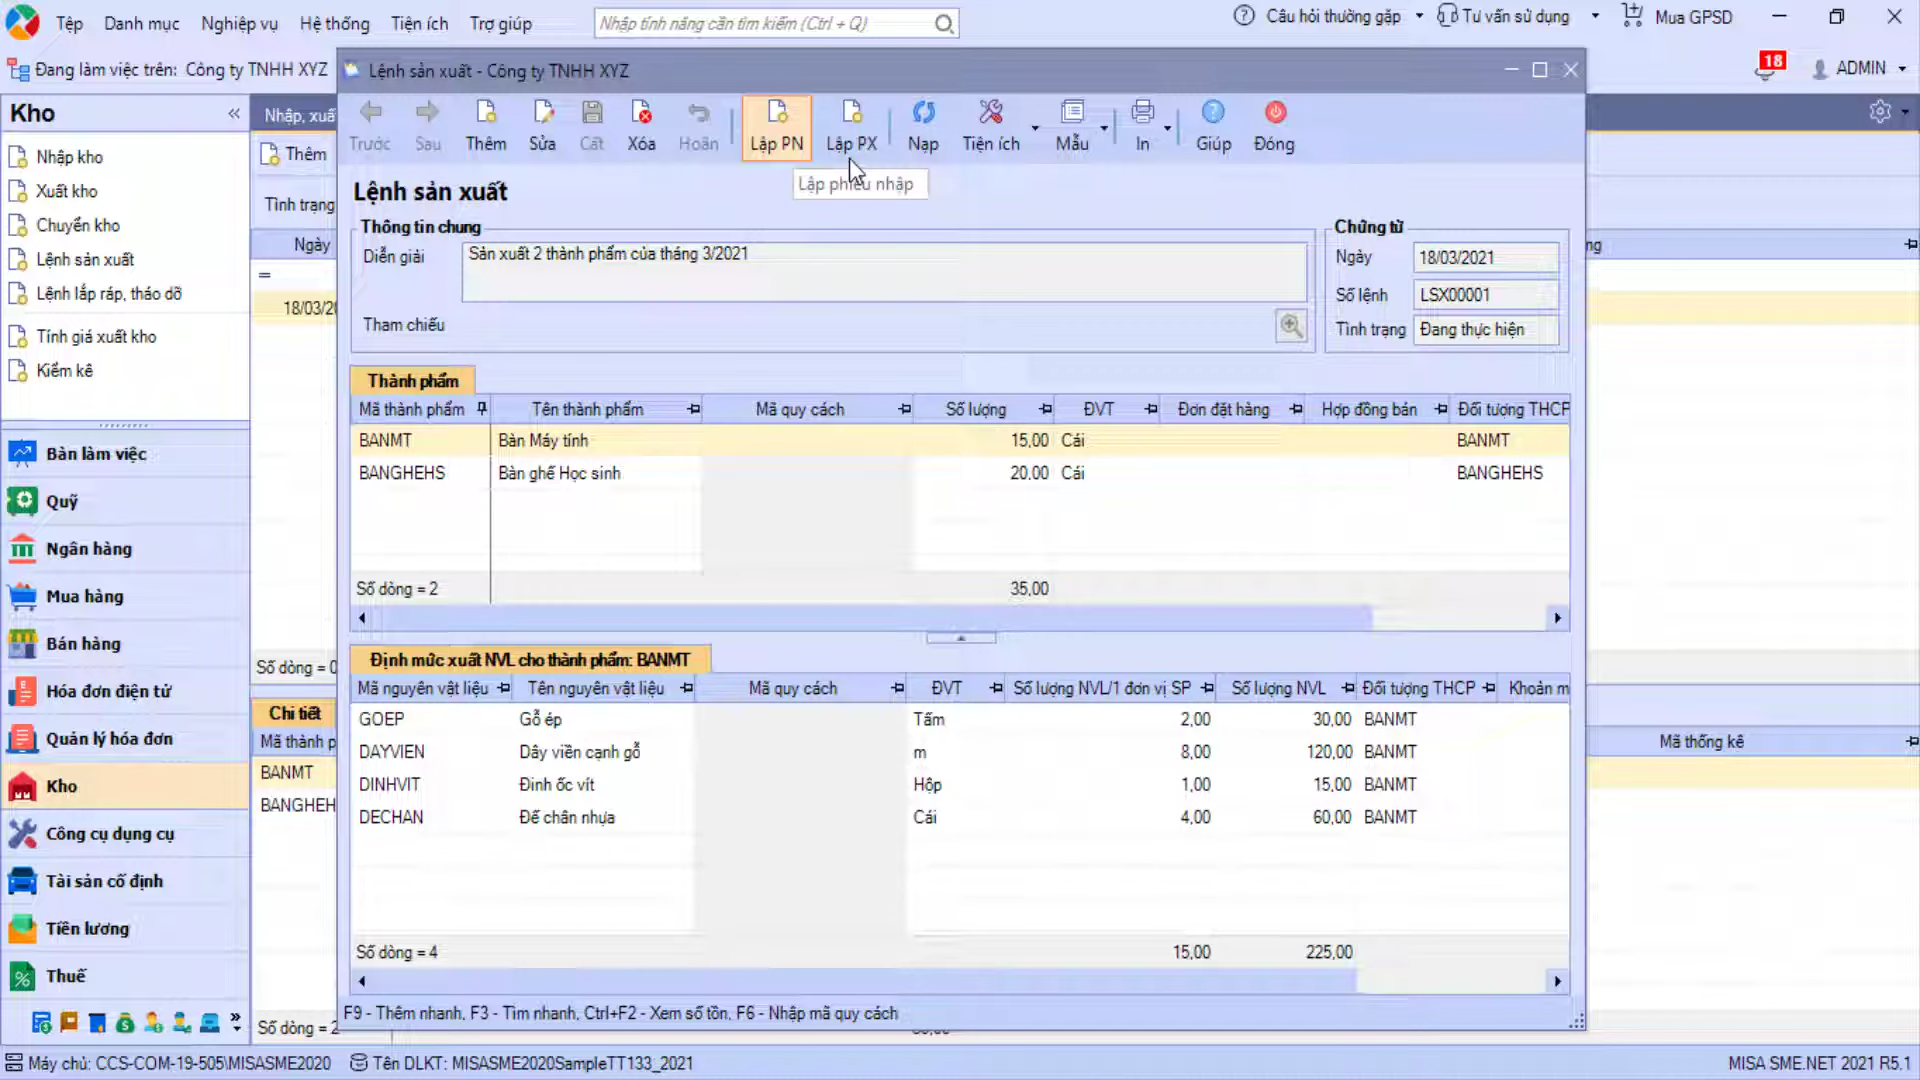 Tệp Danh mục Nghiệp vụ Hệ thống Tiện ích Trợ giúp Nhập tính năng cần tìm kiếm (Ctrl + Q) Câu hỏi thường gặp Tư vấn sử dụng Mua GPSD
Đang làm việc trên: Công ty TNHH XYZ
18 ADMIN
Lệnh sản xuất - Công ty TNHH XYZ
Kho
Nhập kho
Xuất kho
Chuyển kho
Lệnh sản xuất
Lệnh lắp ráp, tháo dỡ
Tính giá xuất kho
Kiểm kê
Bàn làm việc
Quỹ
Ngân hàng
Mua hàng
Bán hàng
Hóa đơn điện tử
Quản lý hóa đơn
Kho
Công cụ dụng cụ
Tài sản cố định
Tiền lương
Thuế
Nhập, xuấ
Thêm
Tình trạng
Ngày
=
18/03/20
Số dòng = 0
Chi tiết
Mã thành p
BANMT
BANGHEH
Số dòng = 2
Trước Sau Thêm Sửa Cất Xóa Hoãn Lập PN Lập PX Nạp Tiện ích Mẫu In Giúp Đóng
Lập phiếu nhập
Lệnh sản xuất
Thông tin chung
Diễn giải Sản xuất 2 thành phẩm của tháng 3/2021
Tham chiếu
Chứng từ
Ngày 18/03/2021
Số lệnh LSX00001
Tình trạng Đang thực hiện
Thành phẩm
Mã thành phẩm Tên thành phẩm Mã quy cách Số lượng ĐVT Đơn đặt hàng Hợp đồng bán Đối tượng THCP
BANMT Bàn Máy tính 15,00 Cái BANMT
BANGHEHS Bàn ghế Học sinh 20,00 Cái BANGHEHS
Số dòng = 2 35,00
Định mức xuất NVL cho thành phẩm: BANMT
Mã nguyên vật liệu Tên nguyên vật liệu Mã quy cách ĐVT Số lượng NVL/1 đơn vị SP Số lượng NVL Đối tượng THCP Khoản m
GOEP Gỗ ép Tấm 2,00 30,00 BANMT
DAYVIEN Dây viền cạnh gỗ m 8,00 120,00 BANMT
DINHVIT Đinh ốc vít Hộp 1,00 15,00 BANMT
DECHAN Đế chân nhựa Cái 4,00 60,00 BANMT
Số dòng = 4 15,00 225,00
F9 - Thêm nhanh, F3 - Tìm nhanh, Ctrl+F2 - Xem số tồn, F6 - Nhập mã quy cách
ng
Mã thống kê
Máy chủ: CCS-COM-19-505\MISASME2020 Tên DLKT: MISASME2020SampleTT133_2021 MISA SME.NET 2021 R5.1